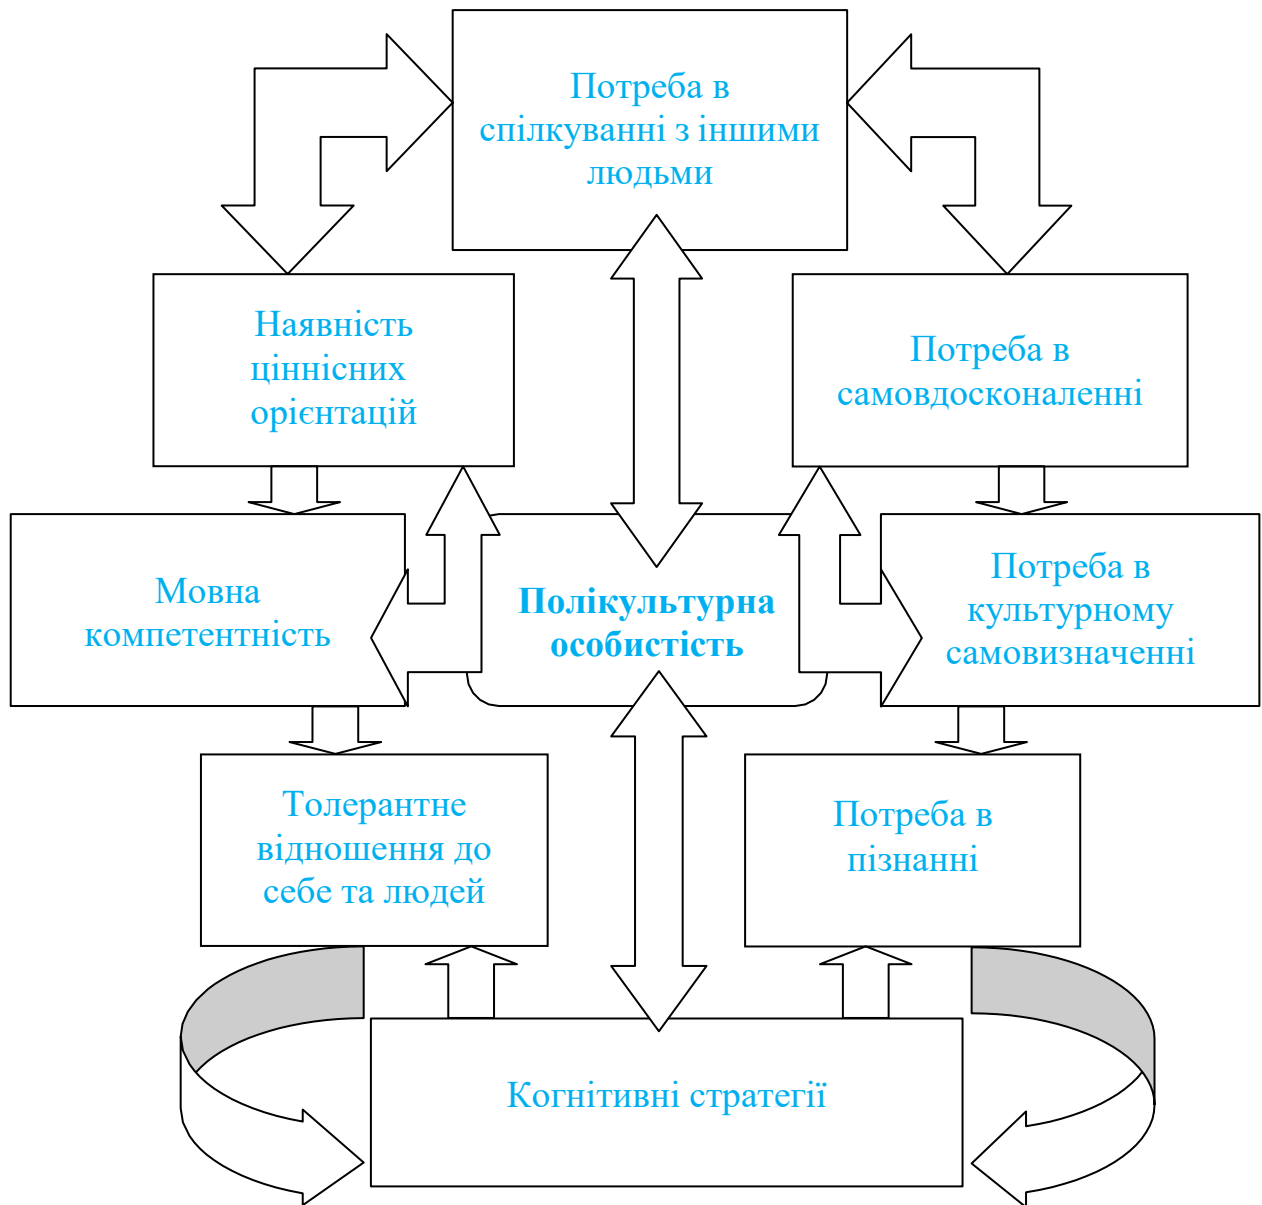 Потреба в
спілкуванні з іншими
людьми
Наявність
ціннісних
орієнтацій
Потреба в
самовдосконаленні
Мовна
компетентність
Полікультурна
особистість
Потреба в
культурному
самовизначенні
Толерантне
відношення до
себе та людей
Потреба в
пізнанні
Когнітивні стратегії